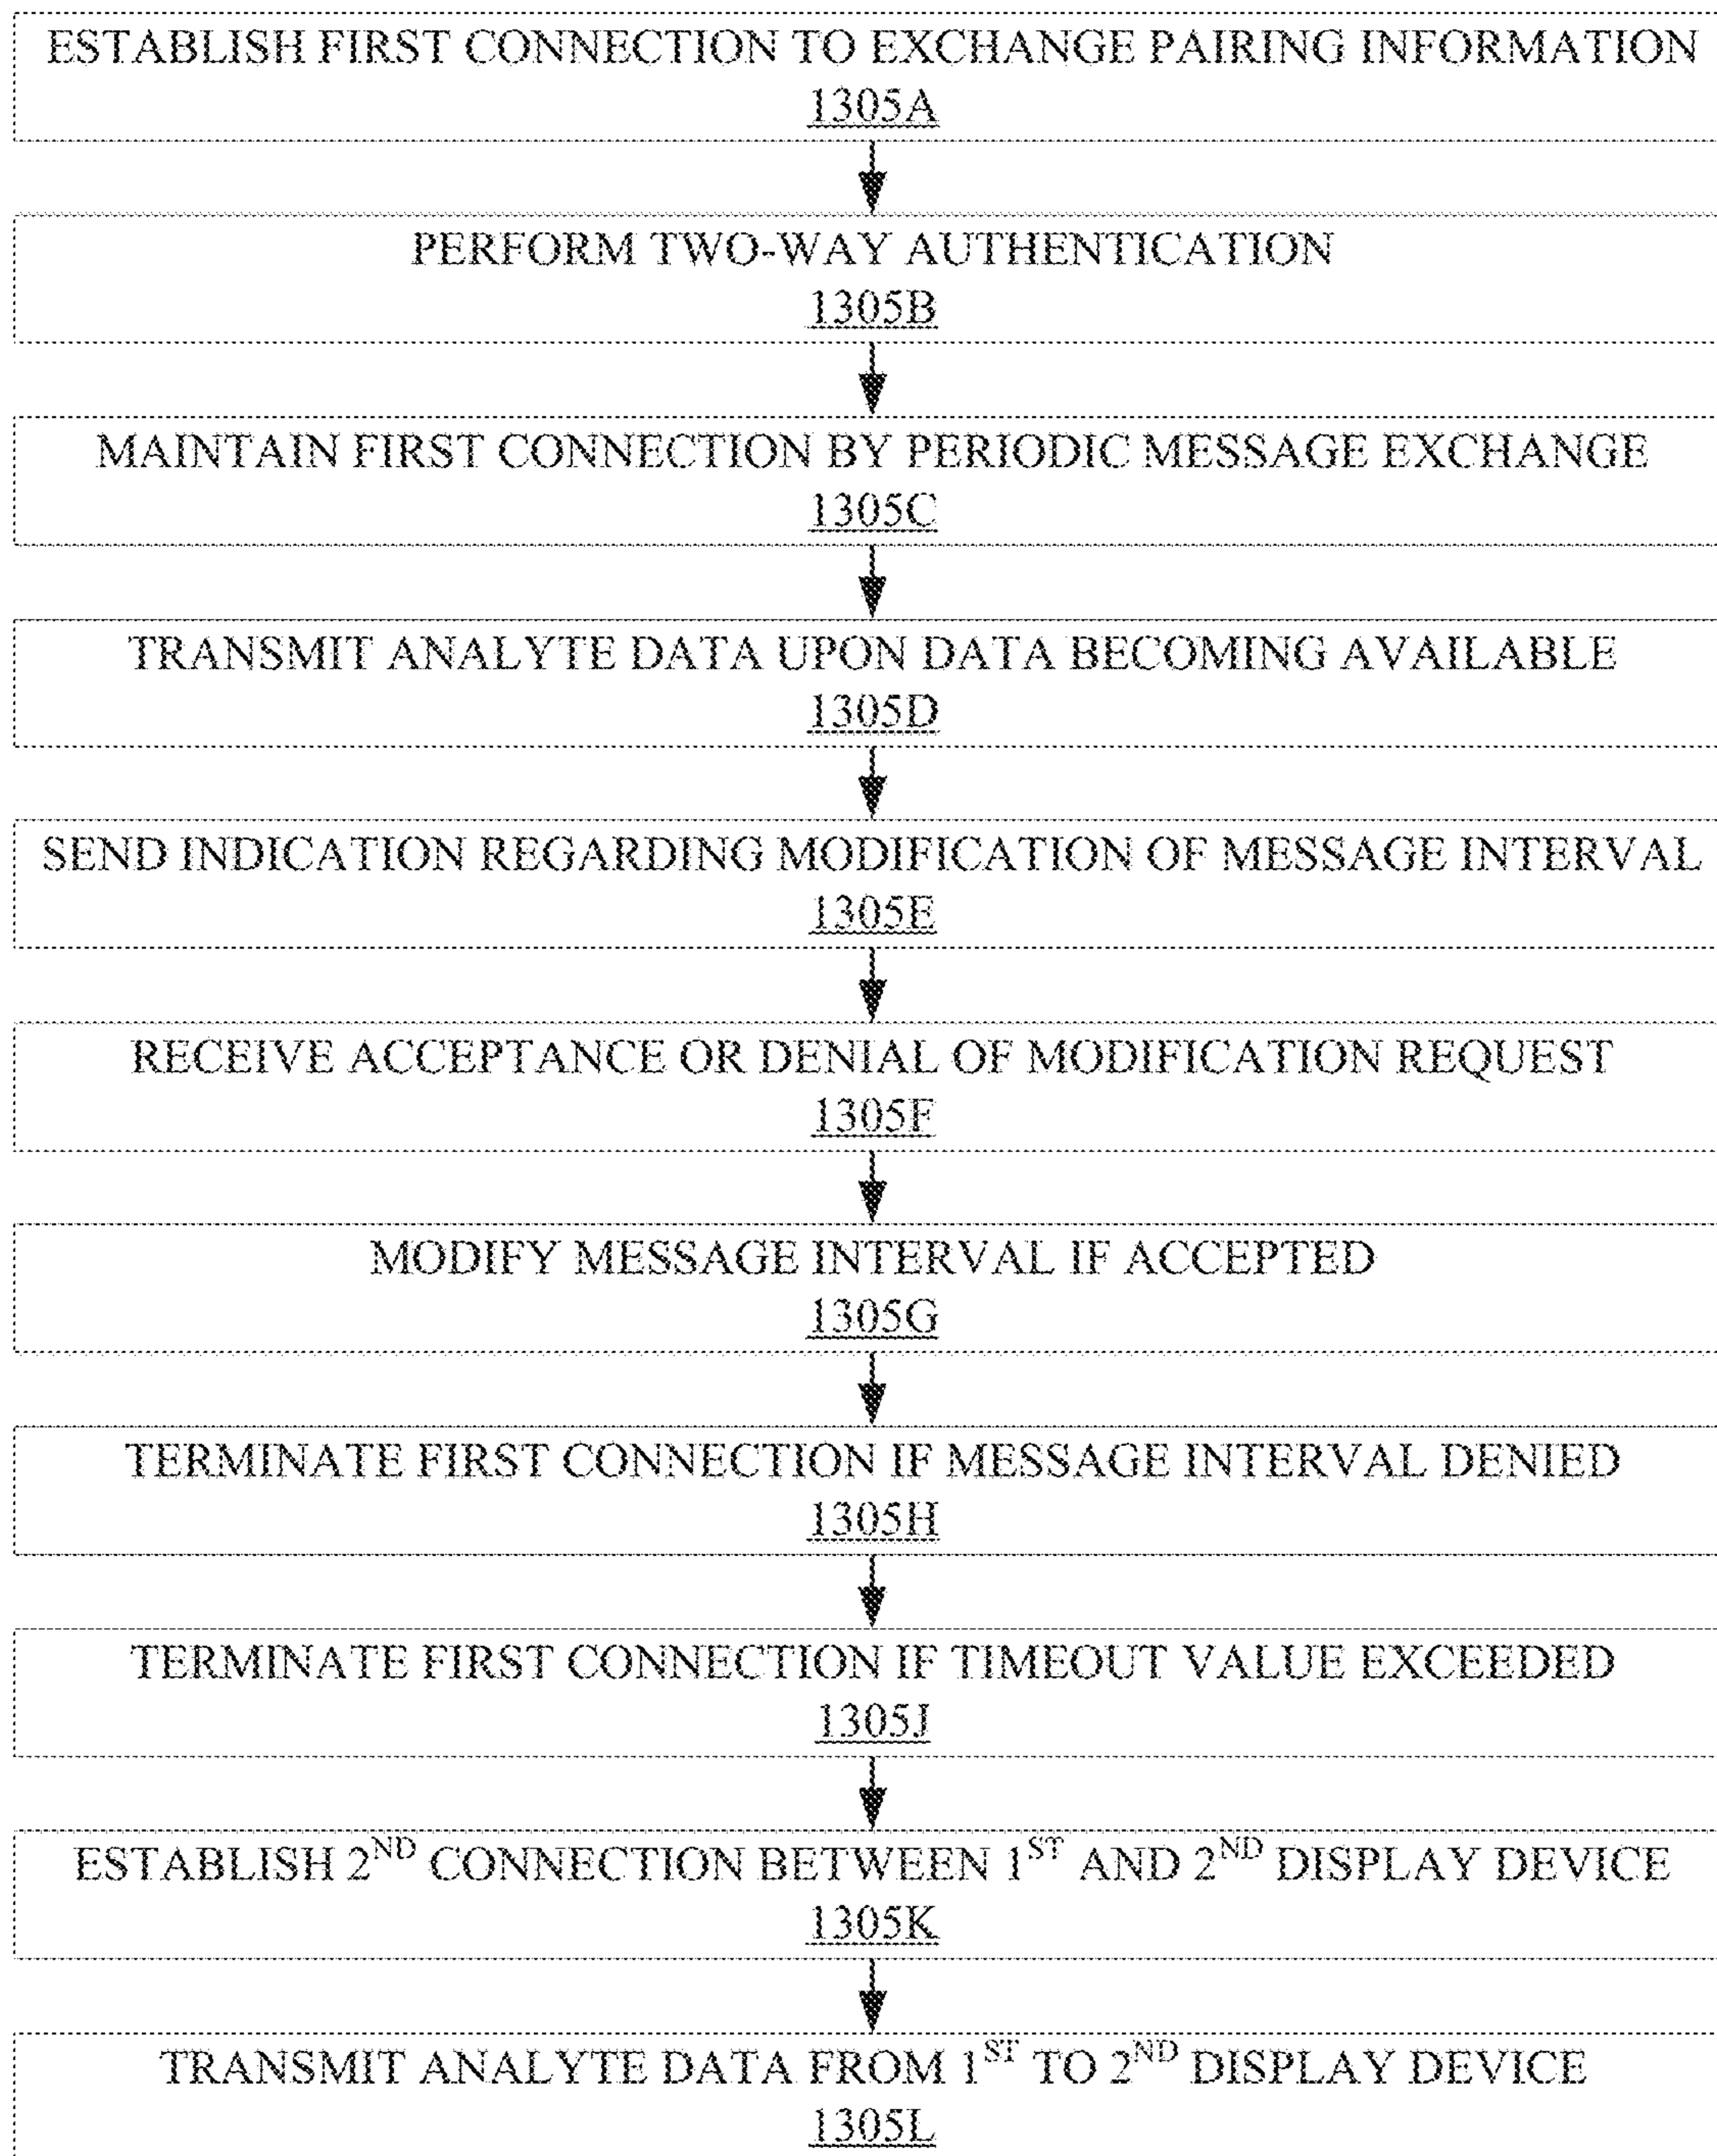 ESTABLISH FIRST CONNECTION TO EXCHANGE PAIRING INFORMATION
1305A
PERFORM TWO-WAY AUTHENTICATION
1305B
MAINTAIN FIRST CONNECTION BY PERIODIC MESSAGE EXCHANGE
1305C
TRANSMIT ANALYTE DATA UPON DATA BECOMING AVAILABLE
1305D
SEND INDICATION REGARDING MODIFICATION OF MESSAGE INTERVAL
1305E
RECEIVE ACCEPTANCE OR DENIAL OF MODIFICATION REQUEST
1305F
MODIFY MESSAGE INTERVAL IF ACCEPTED
1305G
TERMINATE FIRST CONNECTION IF MESSAGE INTERVAL DENIED
1305H
TERMINATE FIRST CONNECTION IF TIMEOUT VALUE EXCEEDED
1305J
ESTABLISH 2ND CONNECTION BETWEEN 1ST AND 2ND DISPLAY DEVICE
1305K
TRANSMIT ANALYTE DATA FROM 1ST TO 2ND DISPLAY DEVICE
1305L